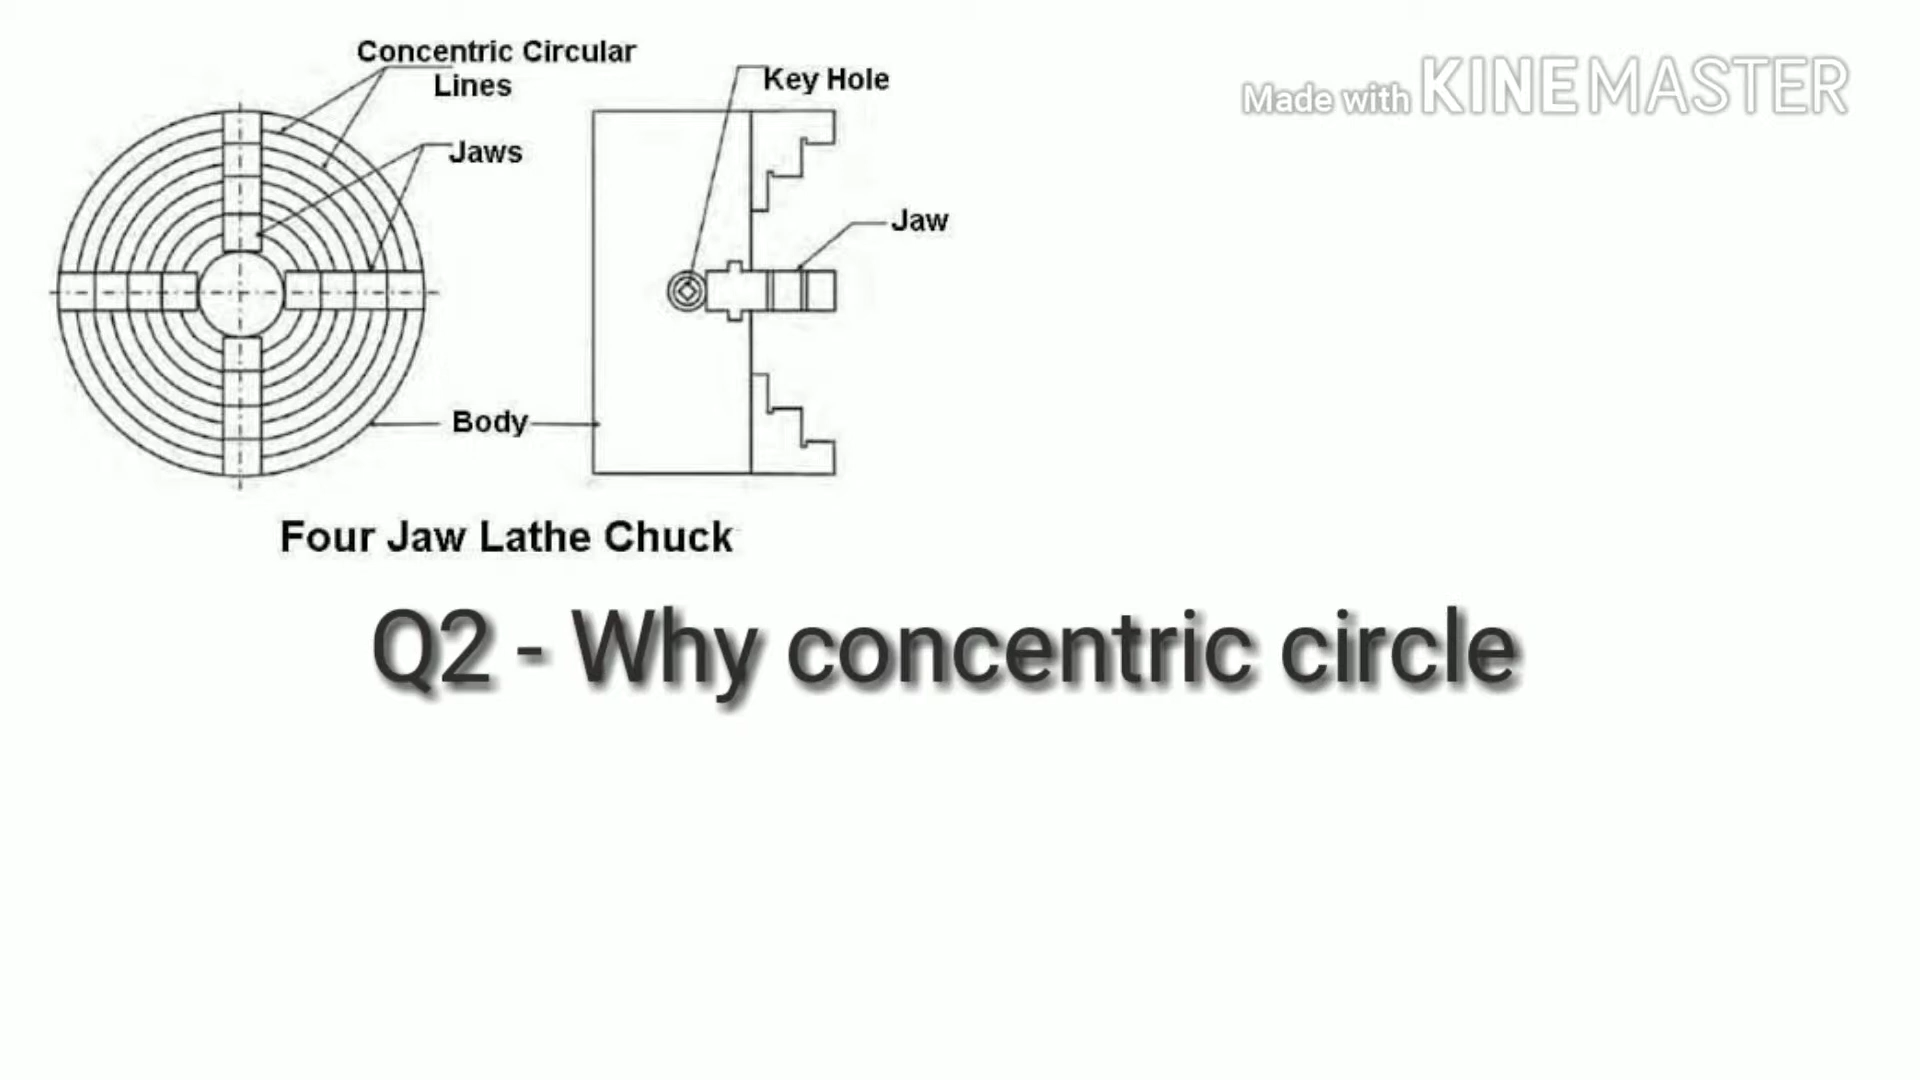 Concentric Circular
Lines
Key Hole
Made with KINEMASTER
Jaws
Jaw
Body
Four Jaw Lathe Chuck
Q2 - Why concentric circle